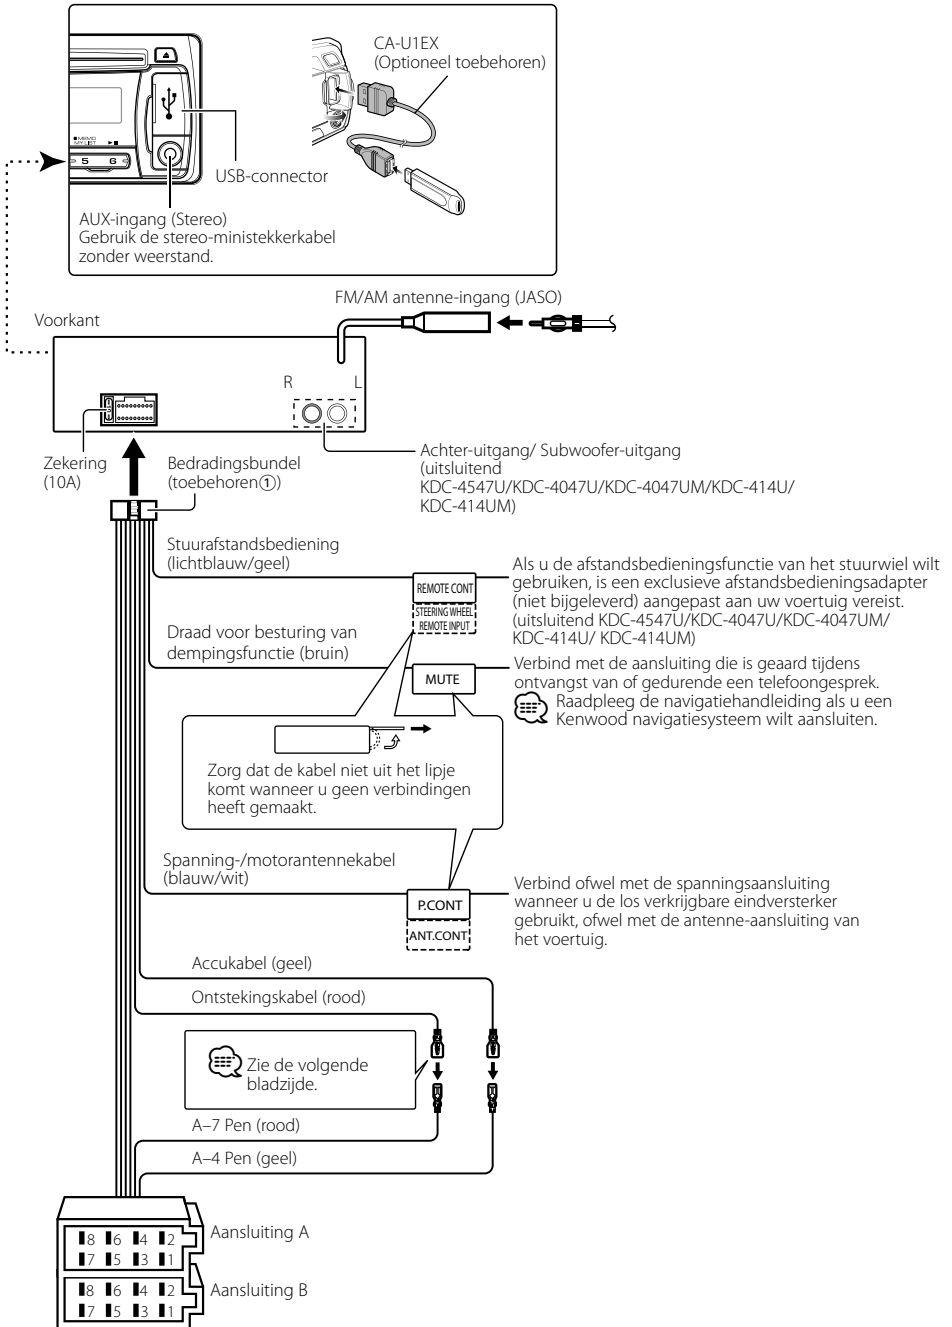 CA-U1EX
(Optioneel toebehoren)
■ MEMO
MY LIST
5 6
USB-connector
AUX-ingang (Stereo)
Gebruik de stereo-ministekkerkabel
zonder weerstand.
FM/AM antenne-ingang (JASO)
Voorkant
R L
Zekering
(10A)
Bedradingsbundel
(toebehoren①)
Achter-uitgang/ Subwoofer-uitgang
(uitsluitend
KDC-4547U/KDC-4047U/KDC-4047UM/KDC-414U/
KDC-414UM)
Stuurafstandsbediening
(lichtblauw/geel)
REMOTE CONT
STEERING WHEEL
REMOTE INPUT
Als u de afstandsbedieningsfunctie van het stuurwiel wilt
gebruiken, is een exclusieve afstandsbedieningsadapter
(niet bijgeleverd) aangepast aan uw voertuig vereist.
(uitsluitend KDC-4547U/KDC-4047U/KDC-4047UM/
KDC-414U/ KDC-414UM)
Draad voor besturing van
dempingsfunctie (bruin)
MUTE
Verbind met de aansluiting die is geaard tijdens
ontvangst van of gedurende een telefoongesprek.
Raadpleeg de navigatiehandleiding als u een
Kenwood navigatiesysteem wilt aansluiten.
Zorg dat de kabel niet uit het lipje
komt wanneer u geen verbindingen
heeft gemaakt.
Spanning-/motorantennekabel
(blauw/wit)
P.CONT
ANT.CONT
Verbind ofwel met de spanningsaansluiting
wanneer u de los verkrijgbare eindversterker
gebruikt, ofwel met de antenne-aansluiting van
het voertuig.
Accukabel (geel)
Ontstekingskabel (rood)
Zie de volgende
bladzijde.
A–7 Pen (rood)
A–4 Pen (geel)
Aansluiting A
8 6 4 2
7 5 3 1
Aansluiting B
8 6 4 2
7 5 3 1